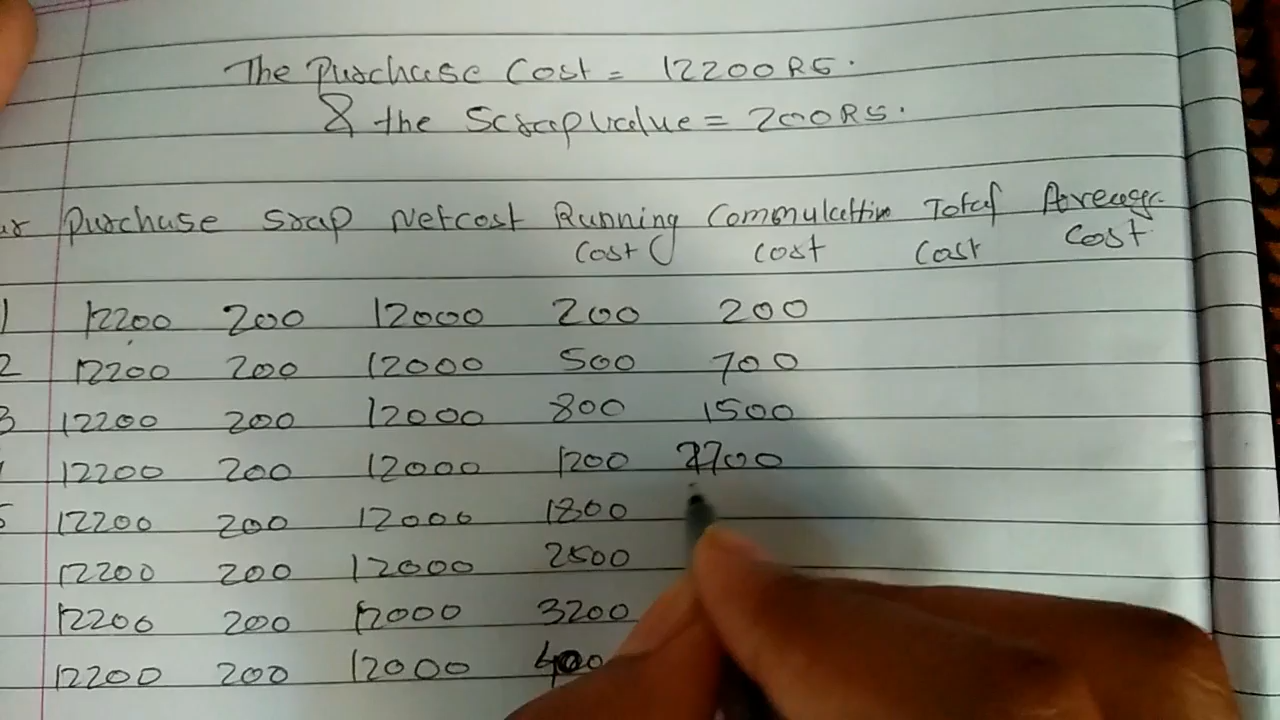 The Purchase Cost = 12200 RS.
& the Scrap Value = 200 RS.
Purchase Srap Netcost Running Commulcattin Total Average
Cost Cost Cost Cost
1 12200 200 12000 200 200
2 12200 200 12000 500 700
3 12200 200 12000 800 1500
12200 200 12000 1200 2700
5 12200 200 12000 1800
12200 200 12000 2500
12200 200 12000 3200
12200 200 12000